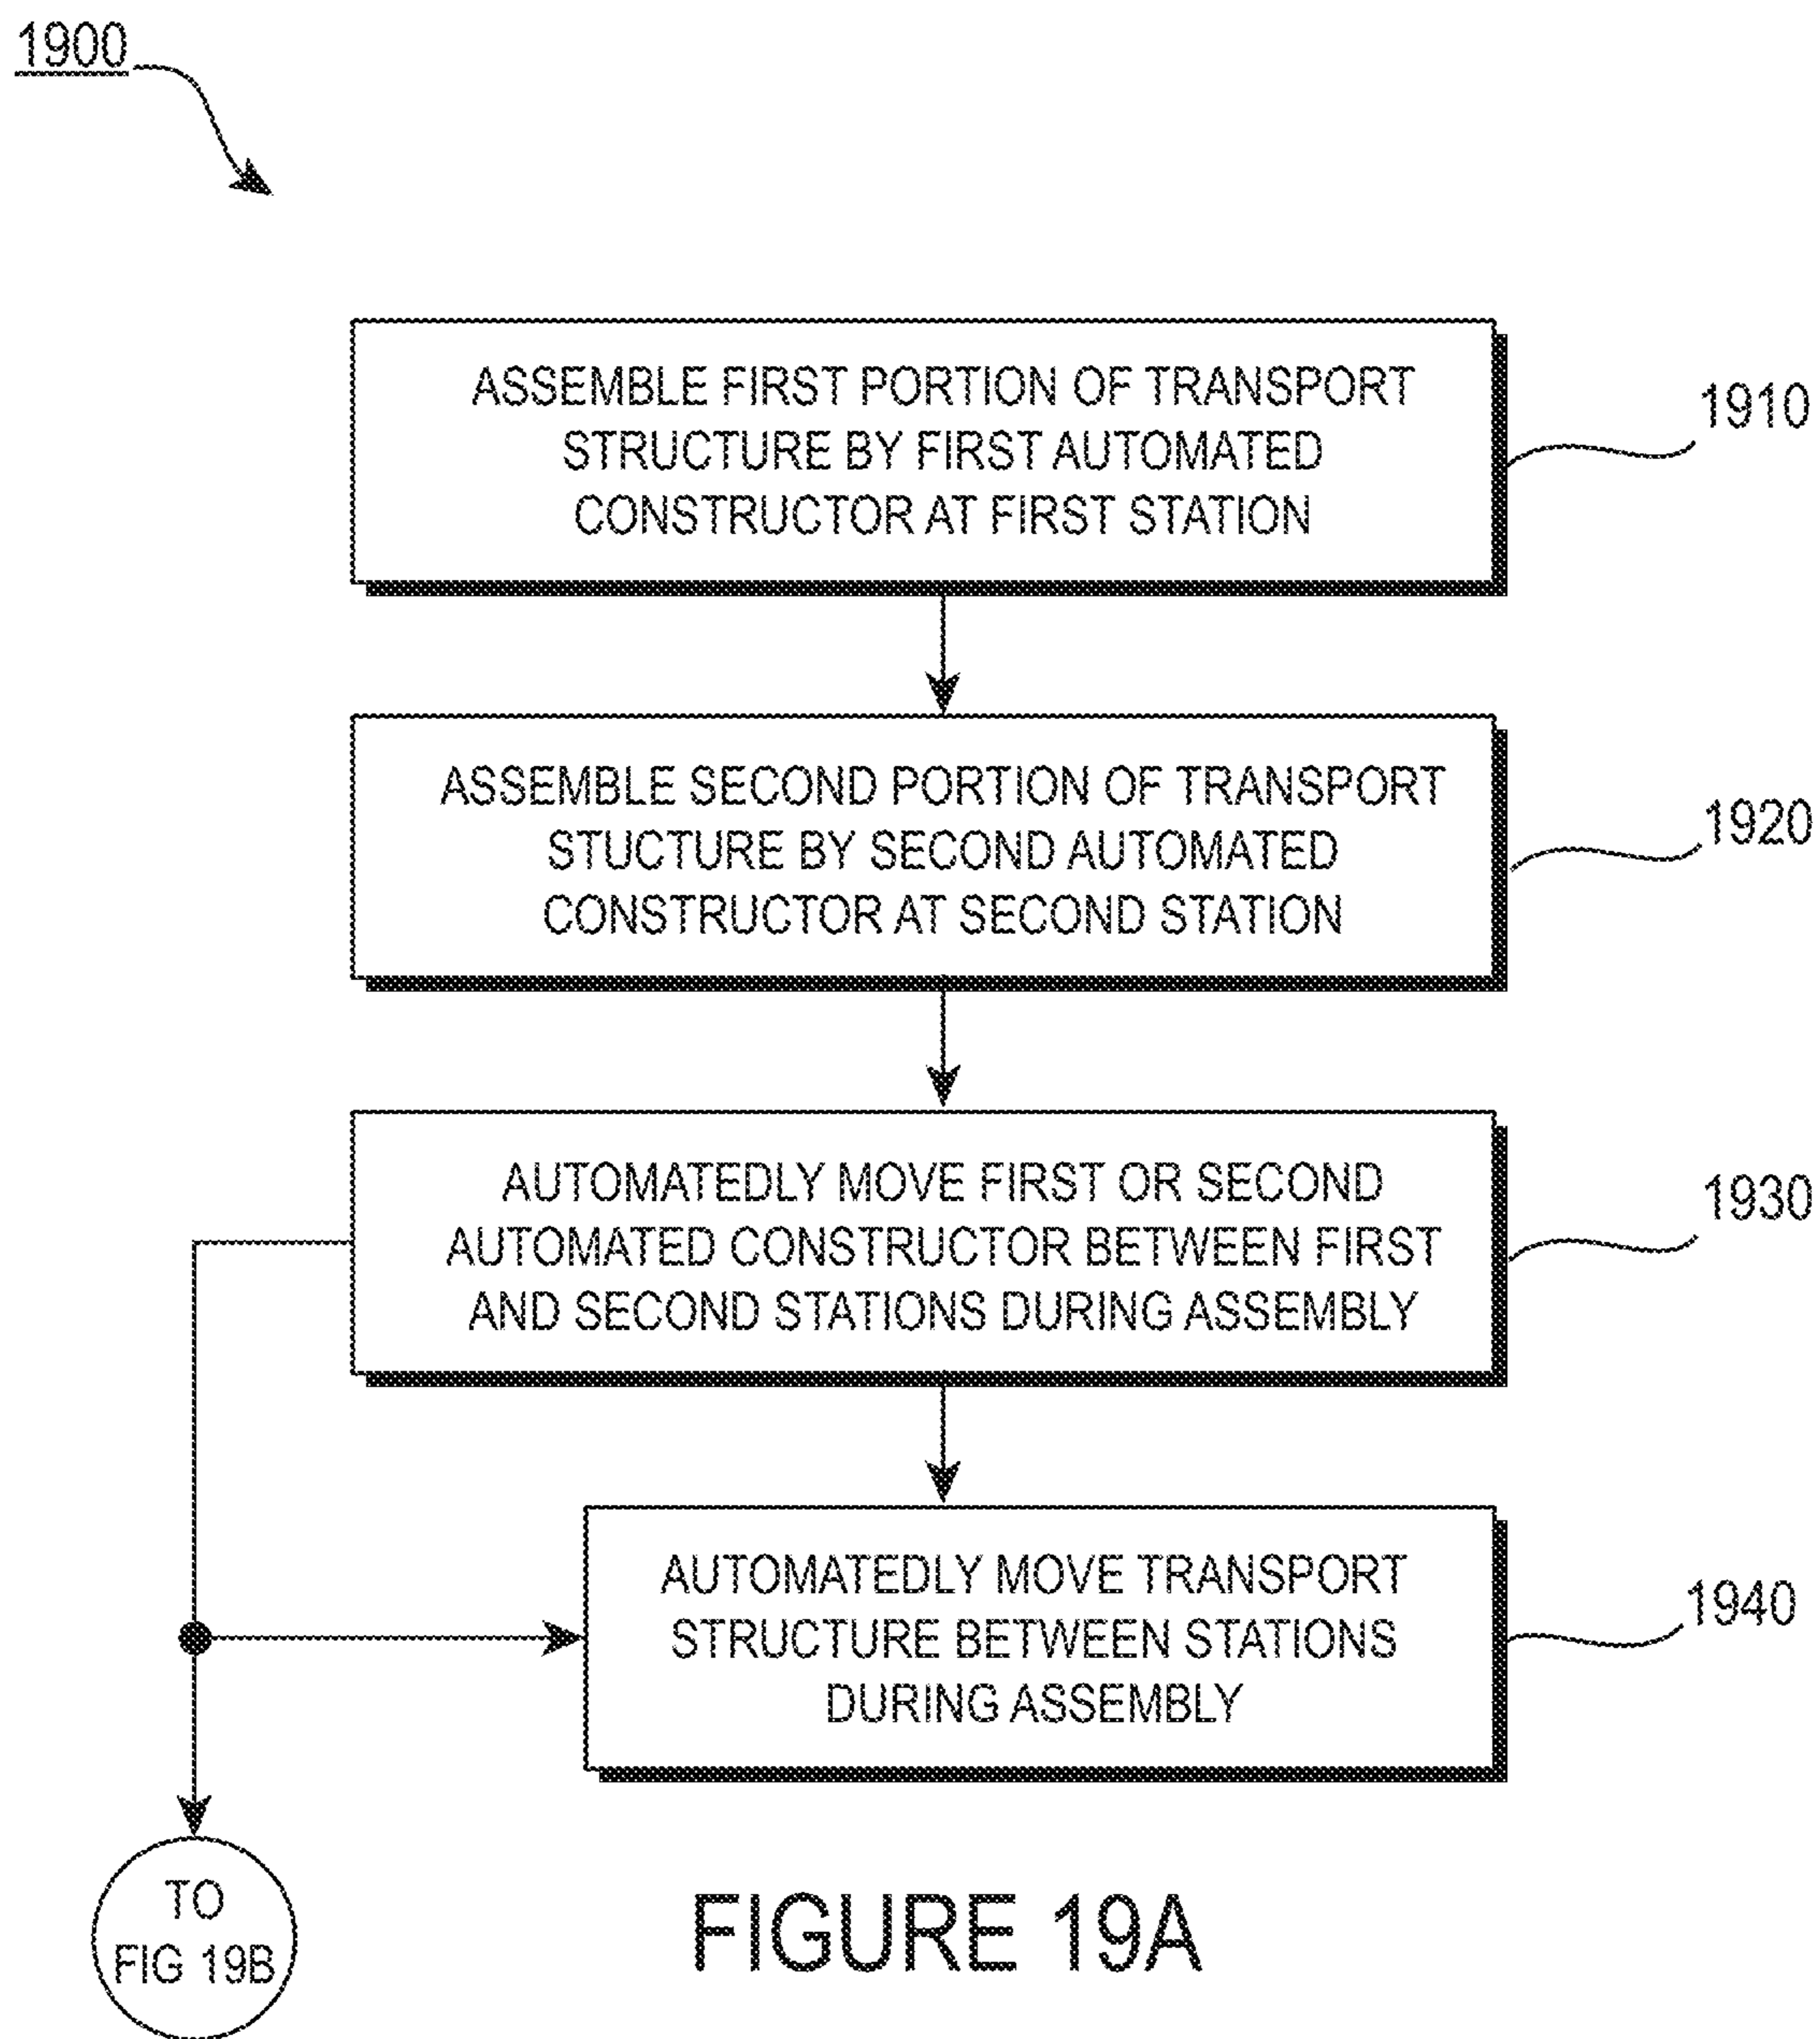 1900
ASSEMBLE FIRST PORTION OF TRANSPORT
STRUCTURE BY FIRST AUTOMATED
CONSTRUCTOR AT FIRST STATION
1910
ASSEMBLE SECOND PORTION OF TRANSPORT
STUCTURE BY SECOND AUTOMATED
CONSTRUCTOR AT SECOND STATION
1920
AUTOMATEDLY MOVE FIRST OR SECOND
AUTOMATED CONSTRUCTOR BETWEEN FIRST
AND SECOND STATIONS DURING ASSEMBLY
1930
AUTOMATEDLY MOVE TRANSPORT
STRUCTURE BETWEEN STATIONS
DURING ASSEMBLY
1940
TO
FIG 19B
FIGURE 19A